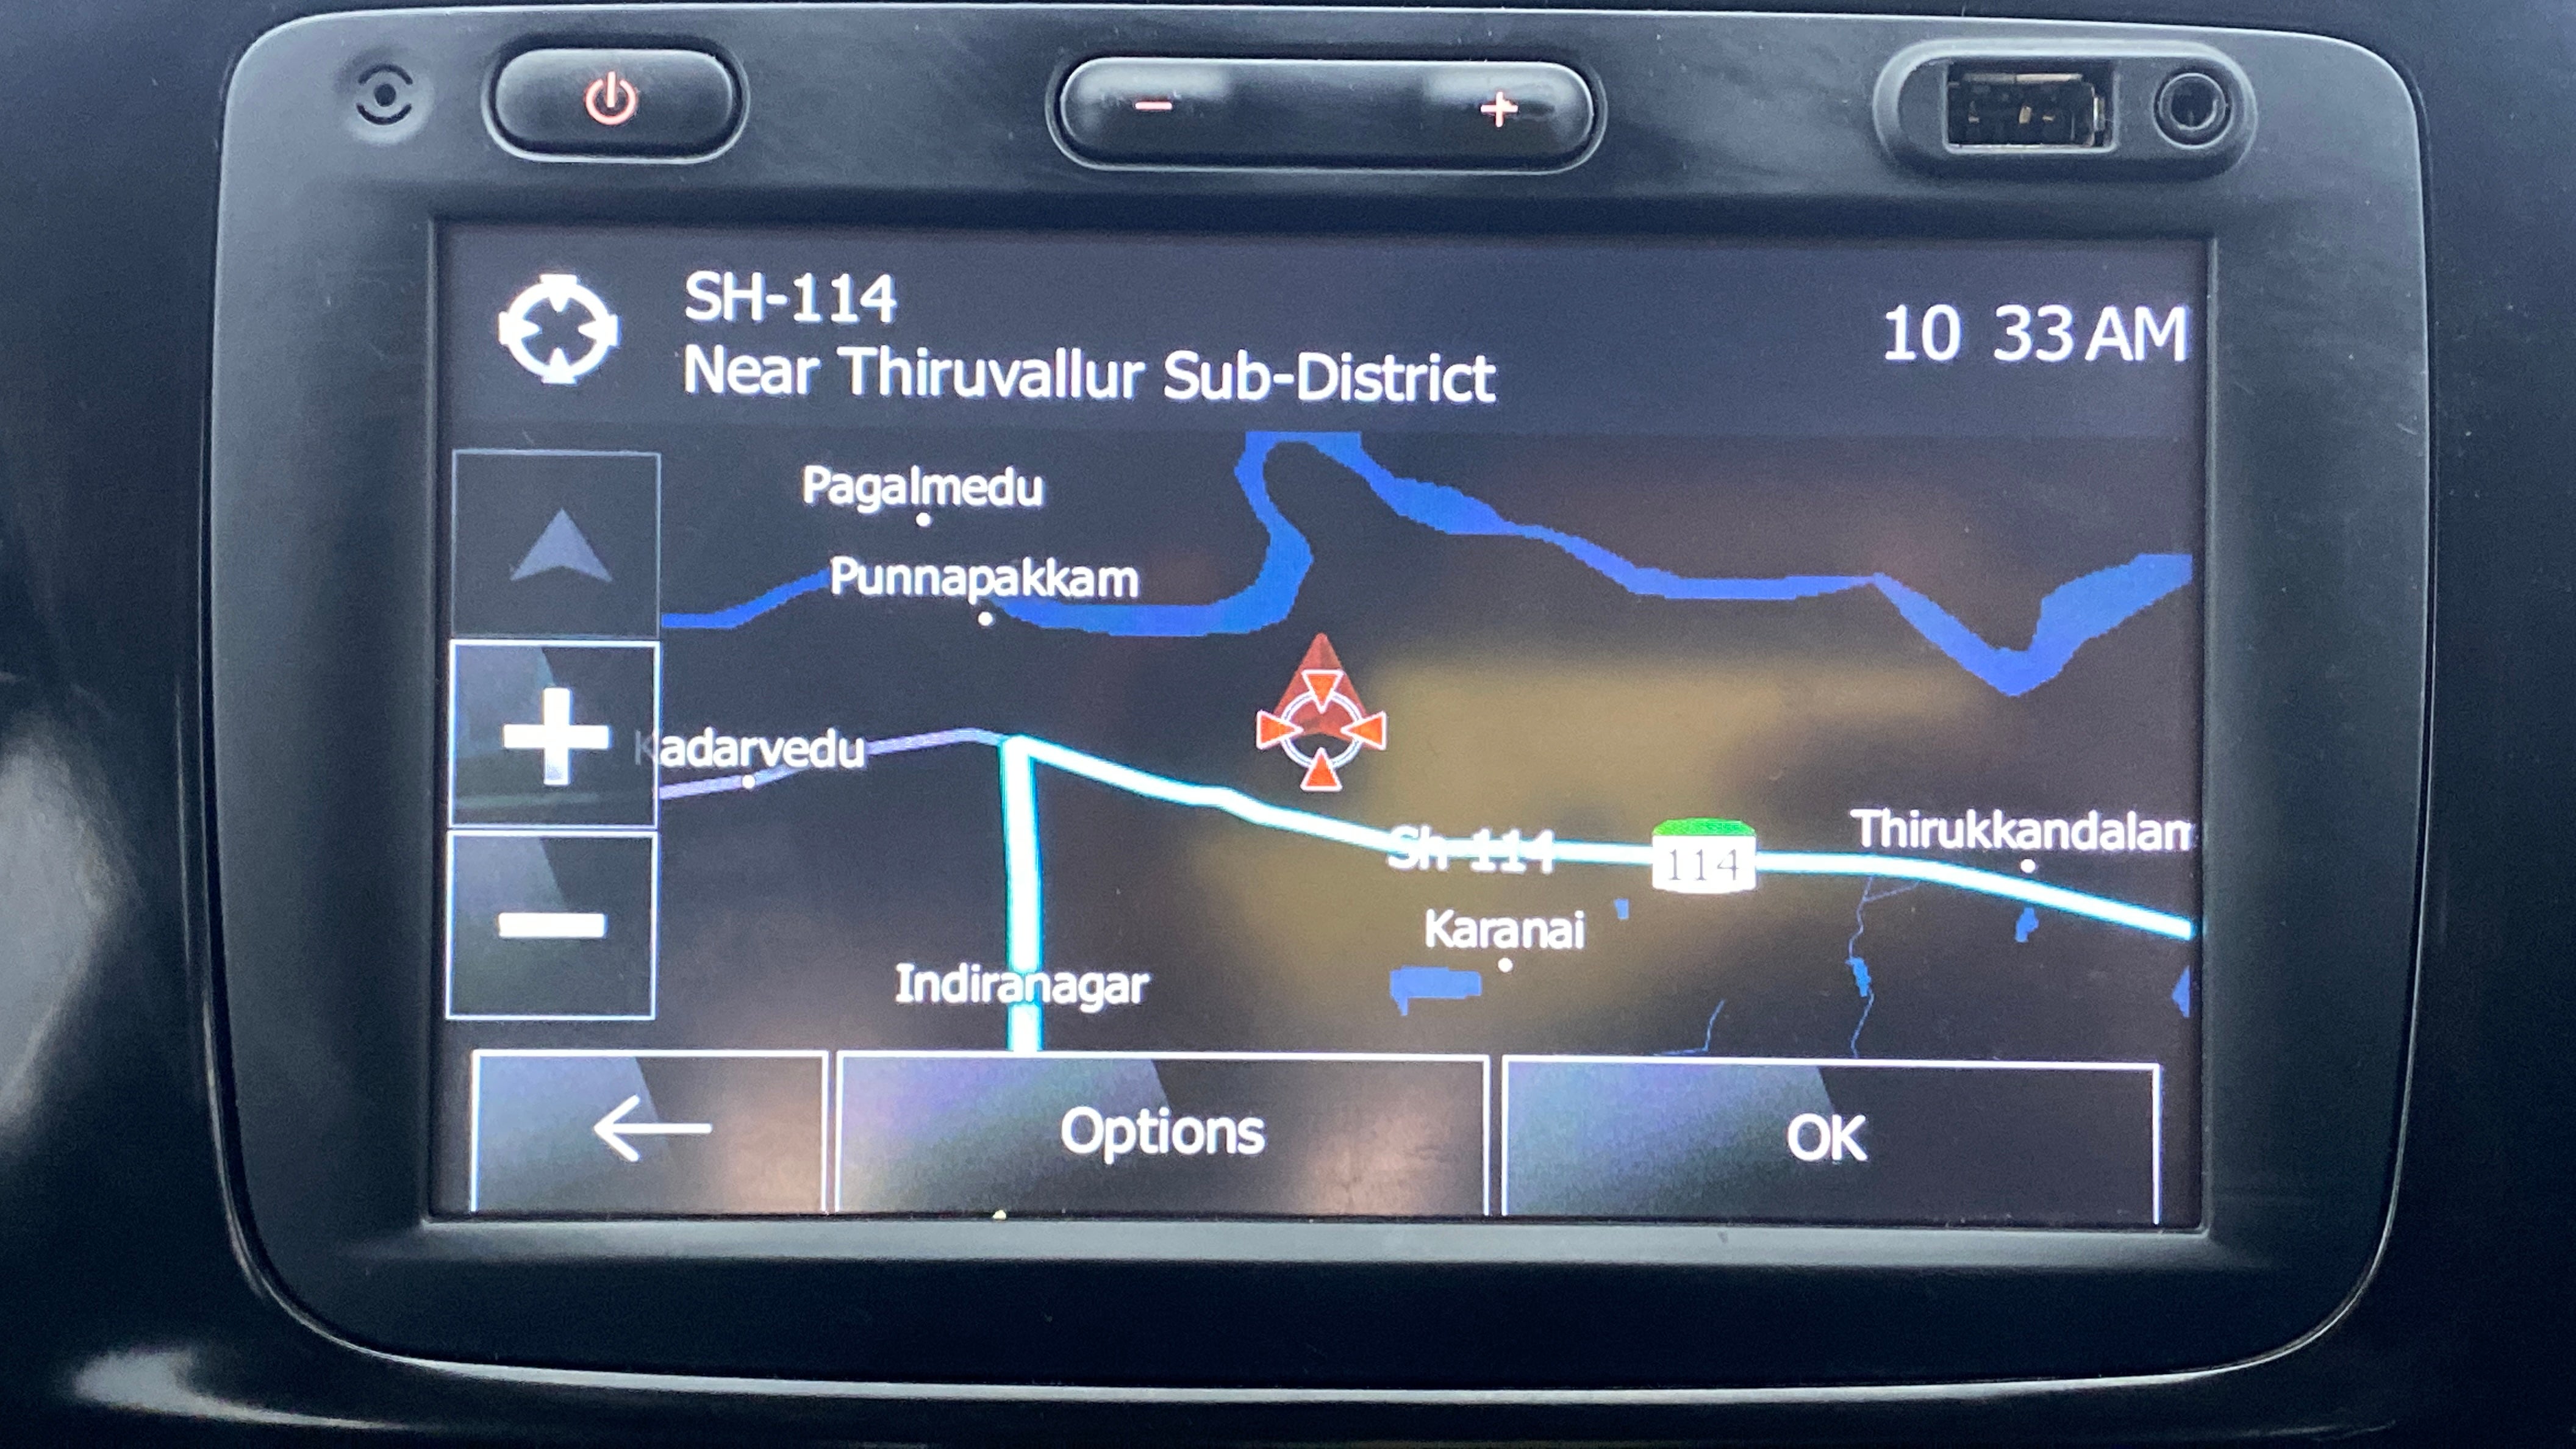 SH-114
Near Thiruvallur Sub-District
10 33 AM
Pagalmedu
Punnapakkam
Kadarvedu
Sh-114
114
Thirukkandalam
Karanai
Indiranagar
Options
OK